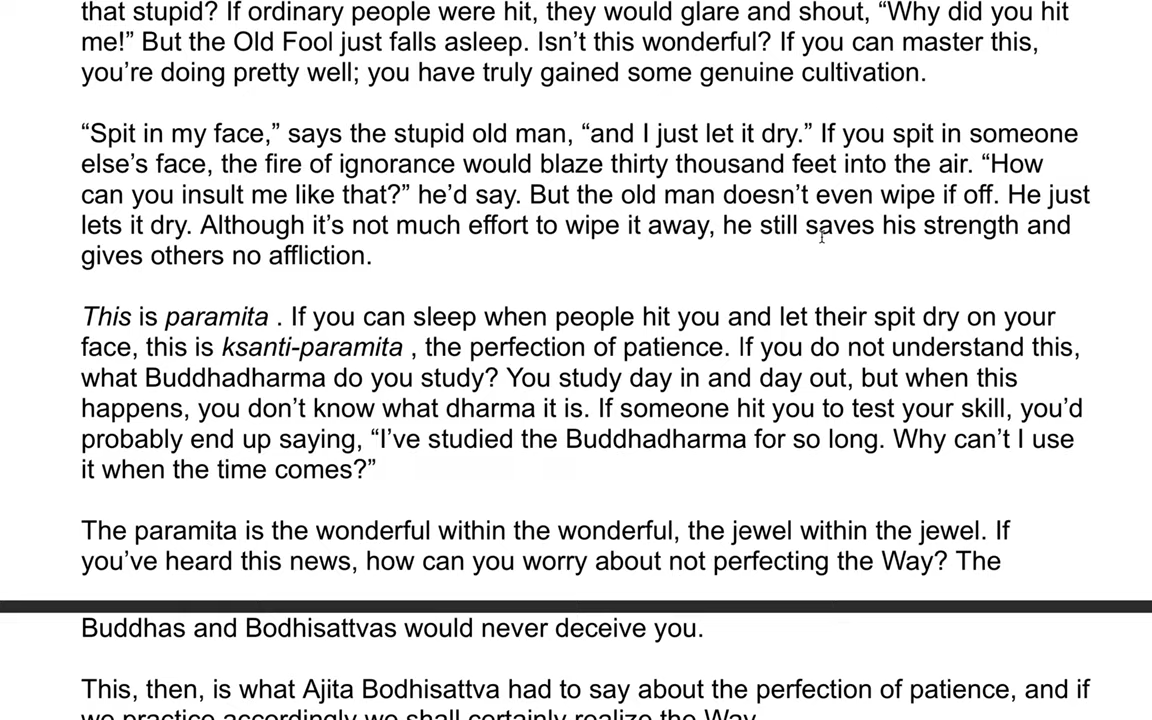 that stupid? If ordinary people were hit, they would glare and shout, “Why did you hit
me!” But the Old Fool just falls asleep. Isn’t this wonderful? If you can master this,
you’re doing pretty well; you have truly gained some genuine cultivation.
“Spit in my face,” says the stupid old man, “and I just let it dry.” If you spit in someone
else’s face, the fire of ignorance would blaze thirty thousand feet into the air. “How
can you insult me like that?” he’d say. But the old man doesn’t even wipe if off. He just
lets it dry. Although it’s not much effort to wipe it away, he still saves his strength and
gives others no affliction.
This is paramita . If you can sleep when people hit you and let their spit dry on your
face, this is ksanti-paramita , the perfection of patience. If you do not understand this,
what Buddhadharma do you study? You study day in and day out, but when this
happens, you don’t know what dharma it is. If someone hit you to test your skill, you’d
probably end up saying, “I’ve studied the Buddhadharma for so long. Why can’t I use
it when the time comes?”
The paramita is the wonderful within the wonderful, the jewel within the jewel. If
you’ve heard this news, how can you worry about not perfecting the Way? The
Buddhas and Bodhisattvas would never deceive you.
This, then, is what Ajita Bodhisattva had to say about the perfection of patience, and if
we practice accordingly we shall certainly realize the Way.